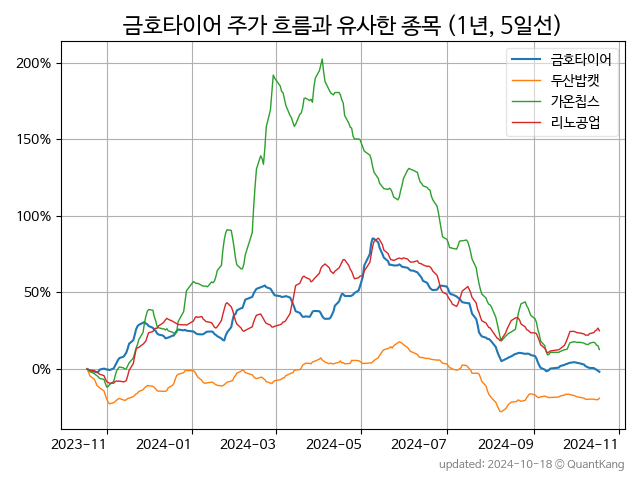 금호타이어 주가 흐름과 유사한 종목 (1년, 5일선)
금호타이어
두산밥캣
가온칩스
리노공업
200%
150%
100%
50%
0%
2023-11 2024-01 2024-03 2024-05 2024-07 2024-09 2024-11
updated: 2024-10-18 © QuantKang